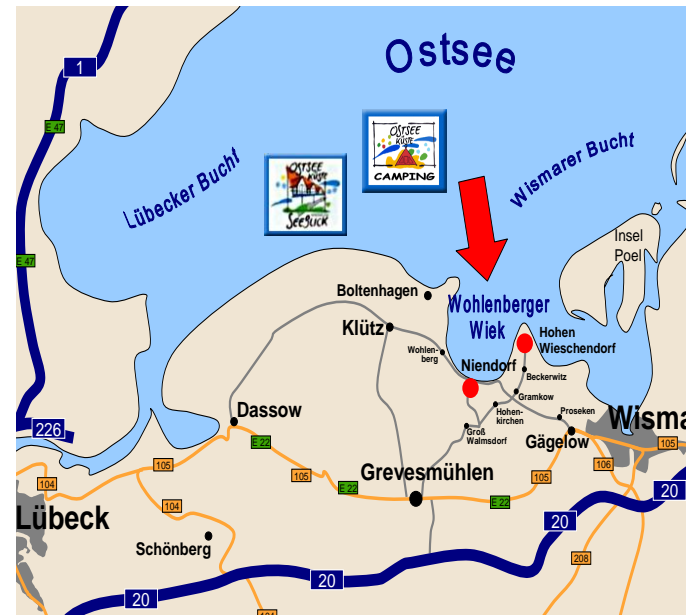 Ostsee
1
E 47
OSTSEE
KÜSTE
CAMPING
Wismarer Bucht
Lübecker Bucht
OSTSEE
KÜSTE
SEEBLICK
Insel
Poel
E 47
Boltenhagen
Wohlenberger
Wiek
Klütz
Hohen
Wieschendorf
Wohlen-
berg
Niendorf
Beckerwitz
Gramkow
Dassow
Hohen-
kirchen
Proseken
Wisma
226
Groß
Walmsdorf
Gägelow
E 22
105
105
105
106
104
104
E 22
Grevesmühlen
105
E 22
20
Lübeck
104
20
Schönberg
208
20
20
104